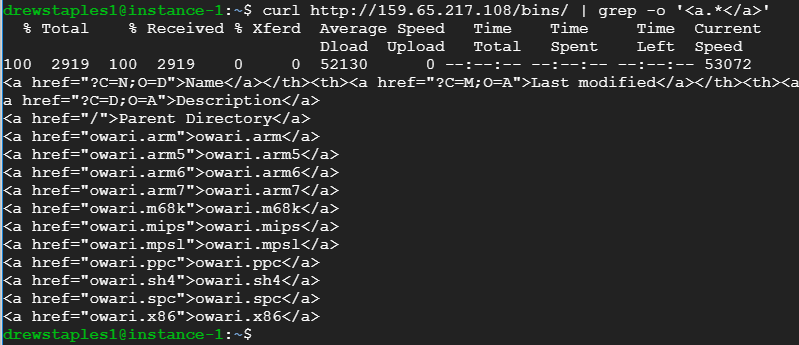 drewstaples1@instance-1:~$ curl http://159.65.217.108/bins/ | grep -o '<a.*</a>'
  % Total    % Received % Xferd  Average Speed   Time    Time     Time  Current
                                 Dload  Upload   Total   Spent    Left  Speed
100  2919  100  2919    0     0  52130      0 --:--:-- --:--:-- --:--:-- 53072
<a href="?C=N;O=D">Name</a></th><th><a href="?C=M;O=A">Last modified</a></th><th><a
a href="?C=D;O=A">Description</a>
<a href="/">Parent Directory</a>
<a href="owari.arm">owari.arm</a>
<a href="owari.arm5">owari.arm5</a>
<a href="owari.arm6">owari.arm6</a>
<a href="owari.arm7">owari.arm7</a>
<a href="owari.m68k">owari.m68k</a>
<a href="owari.mips">owari.mips</a>
<a href="owari.mpsl">owari.mpsl</a>
<a href="owari.ppc">owari.ppc</a>
<a href="owari.sh4">owari.sh4</a>
<a href="owari.spc">owari.spc</a>
<a href="owari.x86">owari.x86</a>
drewstaples1@instance-1:~$